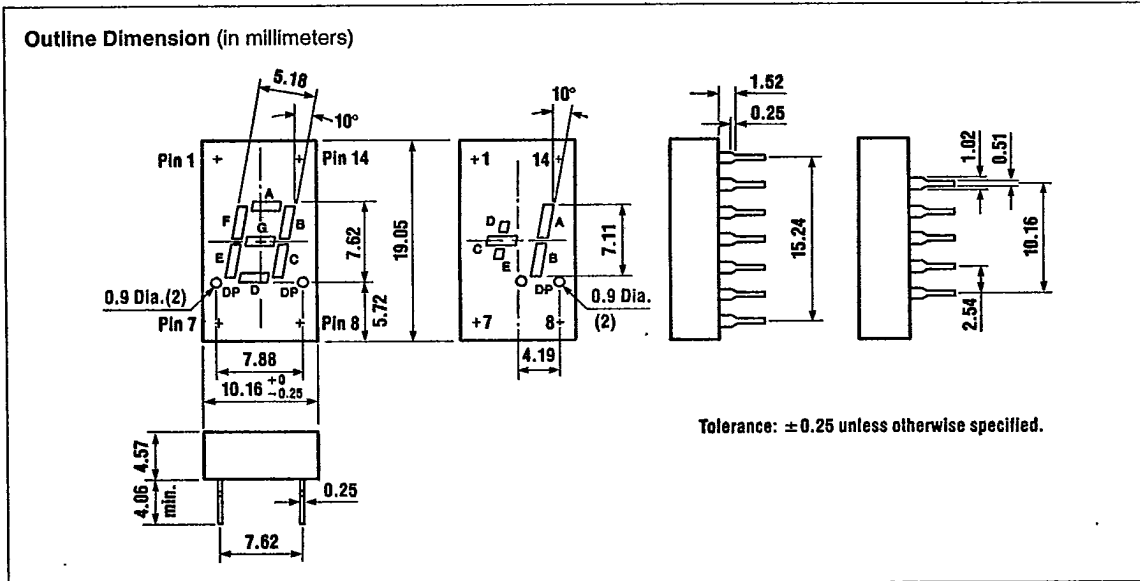 Outline Dimension (in millimeters)
5.18
10°
Pin 1
Pin 14
A
F
B
G
E
C
D
DP
DP
0.9 Dia.(2)
Pin 7
Pin 8
7.62
19.05
5.72
7.88
10.16 +0 −0.25
10°
+1
14
D
A
C
E
B
DP
7.11
0.9 Dia.
(2)
+7
8
4.19
1.52
0.25
15.24
1.02
0.51
10.16
2.54
Tolerance: ±0.25 unless otherwise specified.
4.57
4.06
min.
0.25
7.62